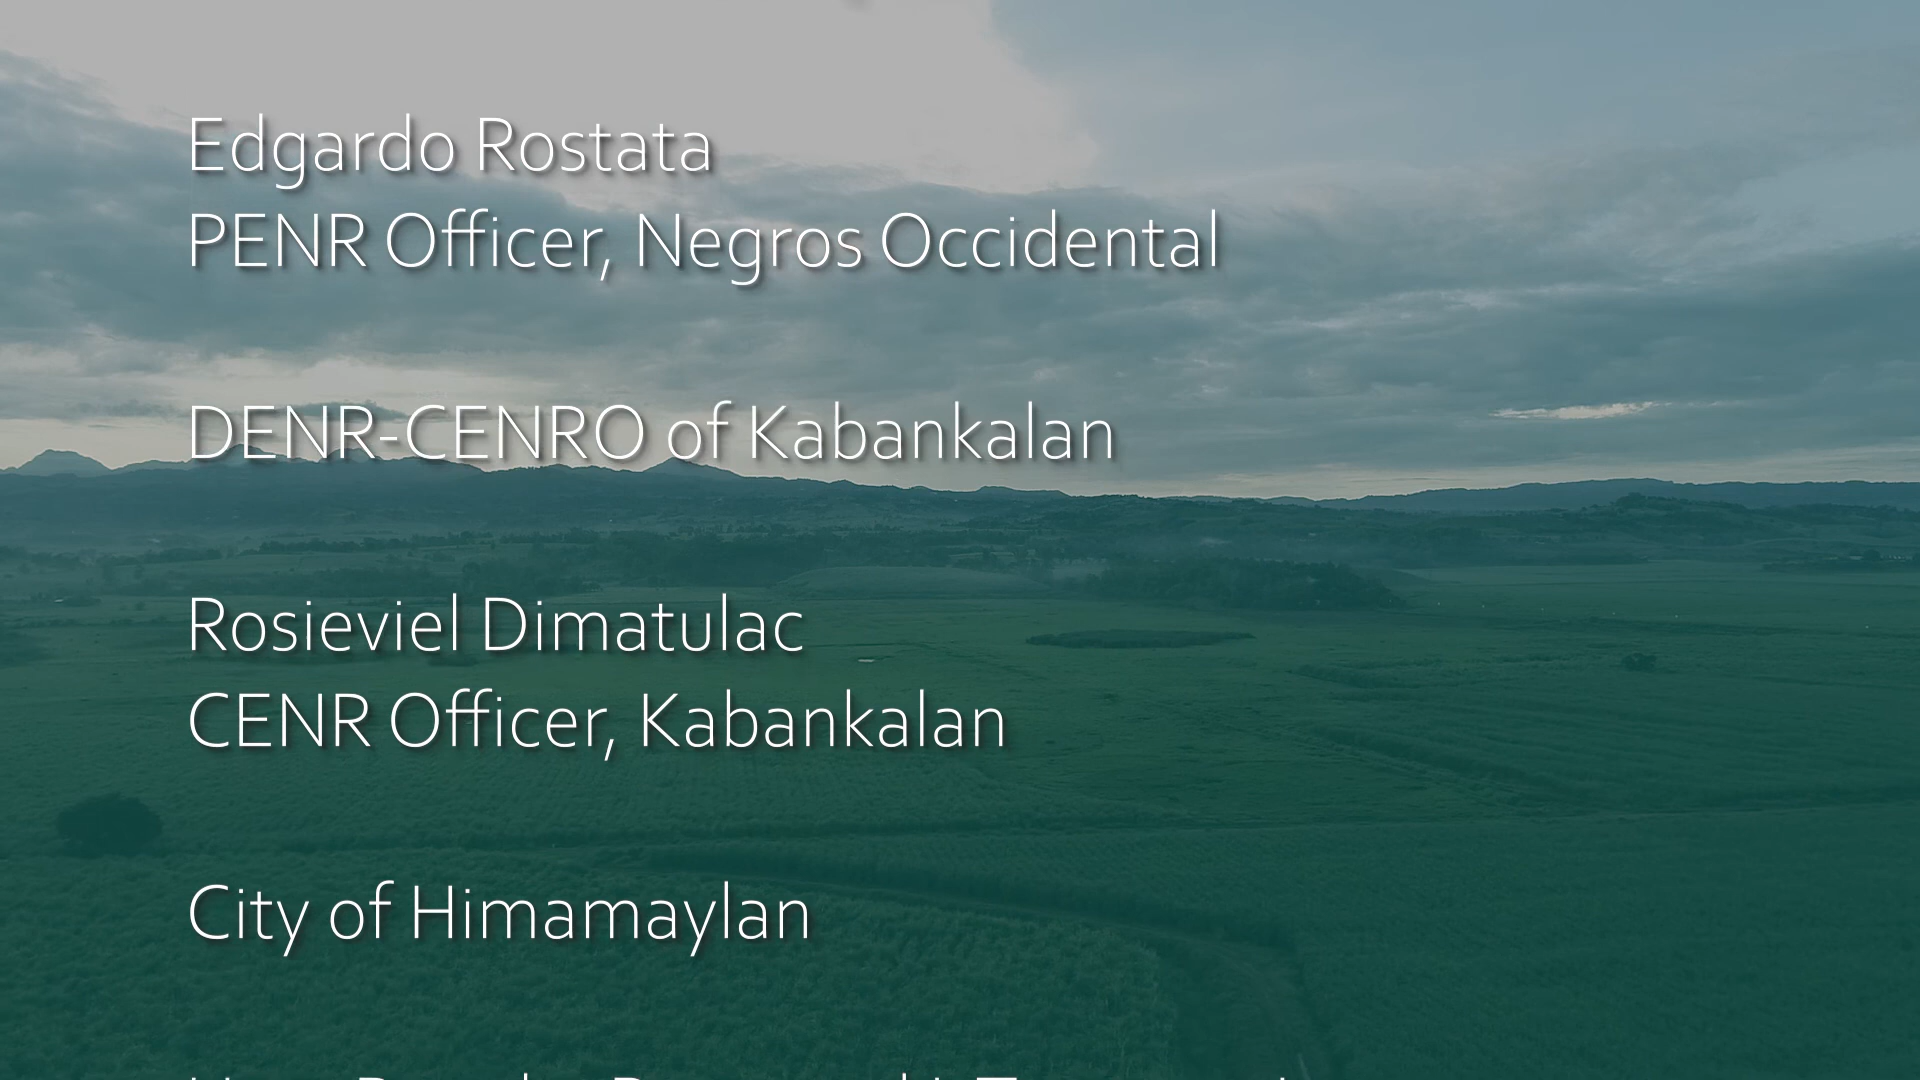 Edgardo Rostata
PENR Officer, Negros Occidental
DENR-CENRO of Kabankalan
Rosieviel Dimatulac
CENR Officer, Kabankalan
City of Himamaylan